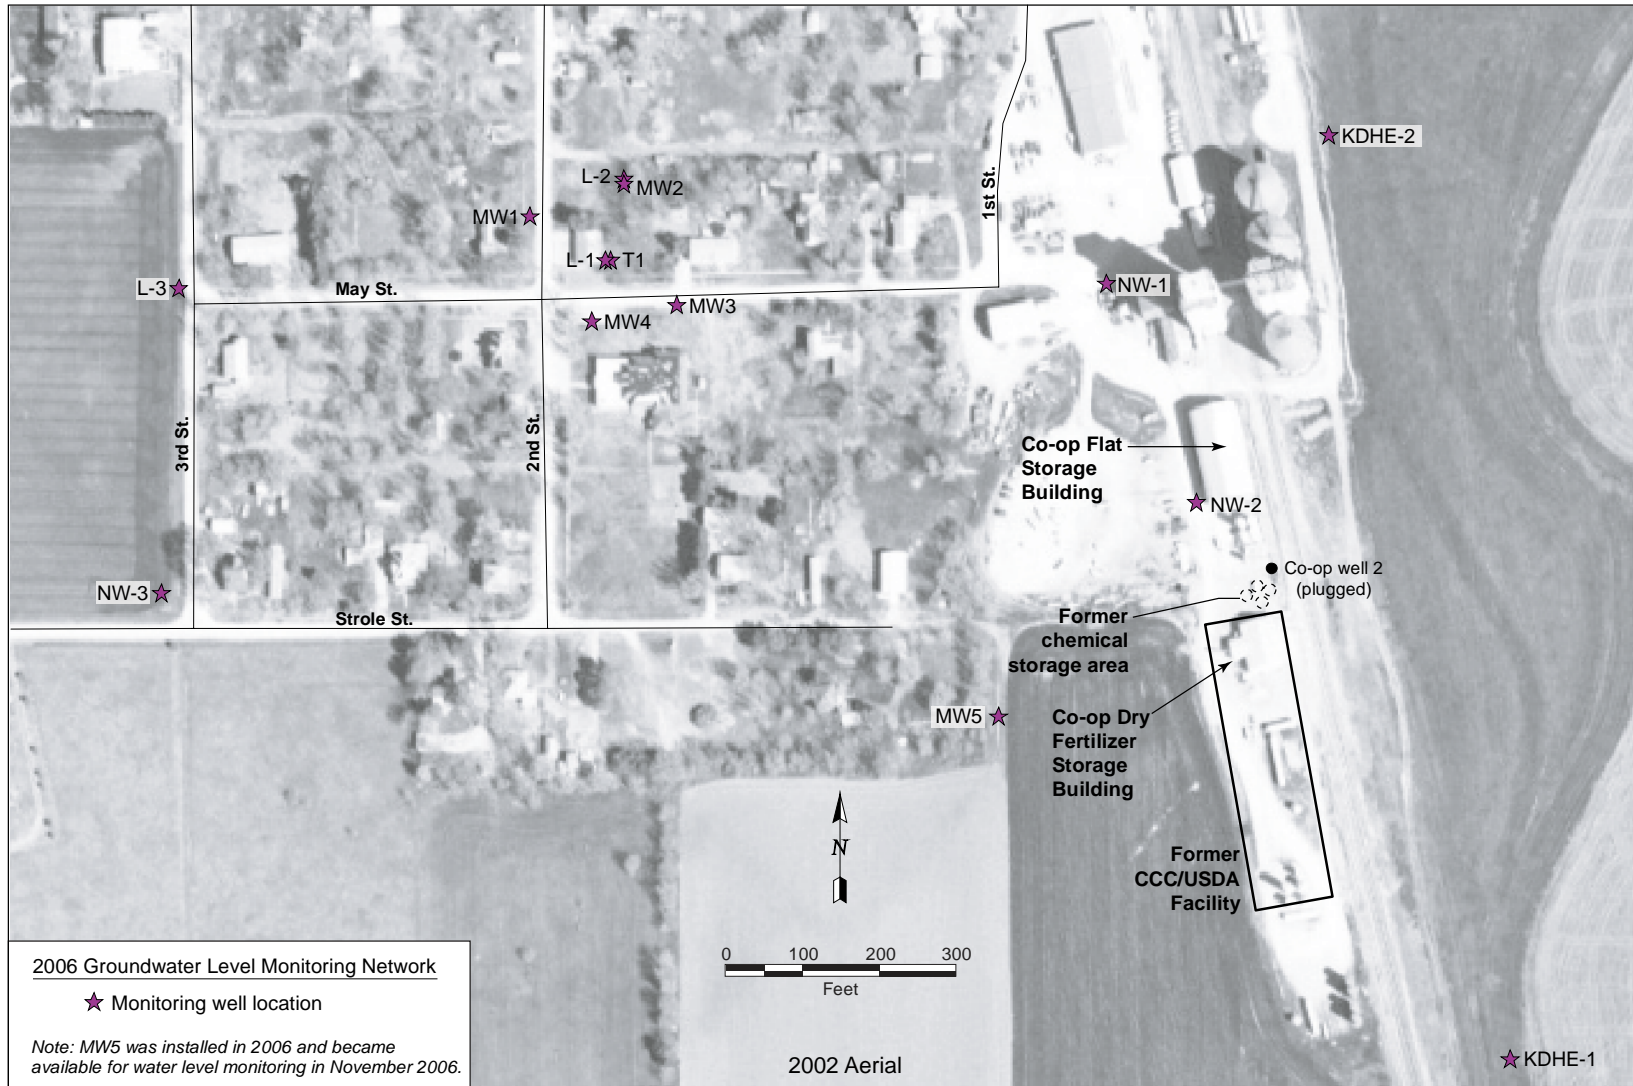 KDHE-2
L-2
MW2
1st St.
MW1
L-1
T1
L-3
May St.
NW-1
MW3
MW4
3rd St.
2nd St.
Co-op Flat
Storage
Building
NW-2
Co-op well 2
(plugged)
NW-3
Strole St.
Former
chemical
storage area
MW5
Co-op Dry
Fertilizer
Storage
Building
N
Former
CCC/USDA
Facility
0 100 200 300
Feet
2006 Groundwater Level Monitoring Network
Monitoring well location
Note: MW5 was installed in 2006 and became
available for water level monitoring in November 2006.
2002 Aerial
KDHE-1